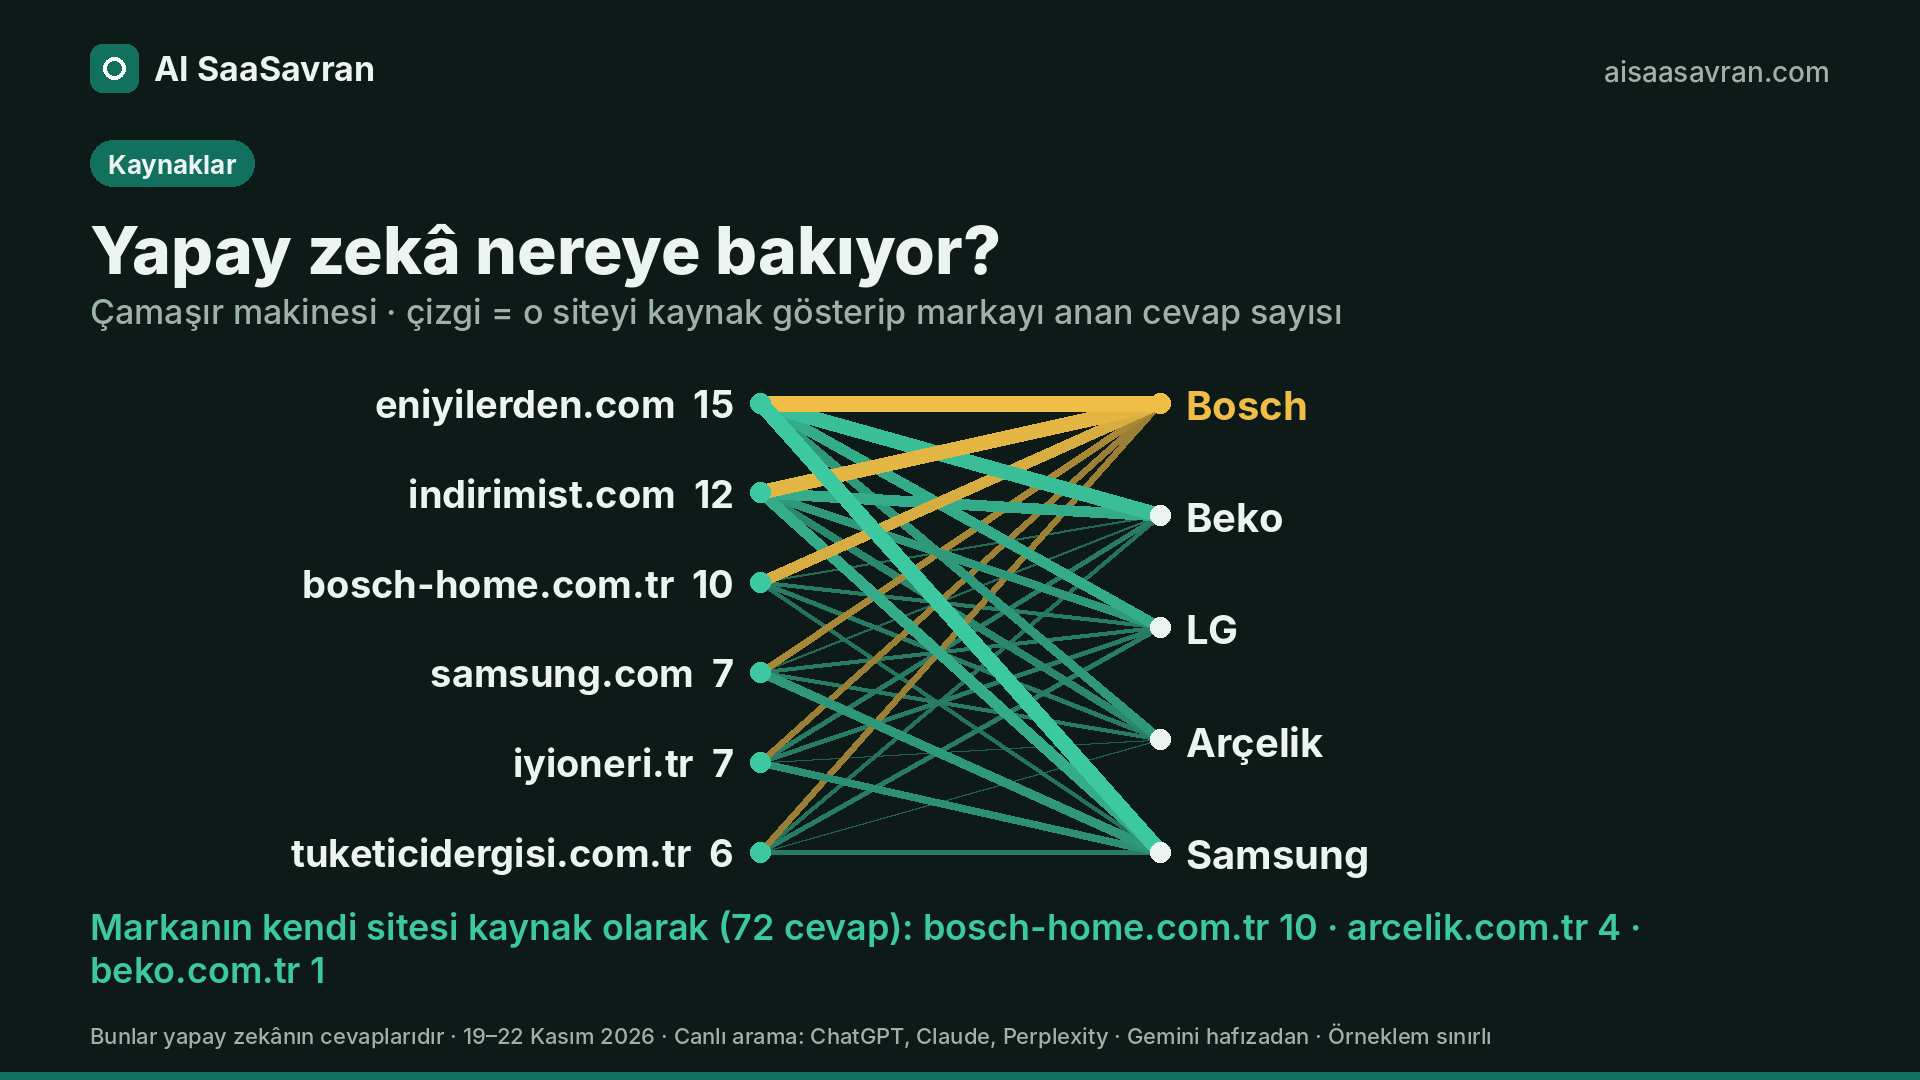 AI SaaSavran
aisaasavran.com
Kaynaklar
Yapay zekâ nereye bakıyor?
Çamaşır makinesi · çizgi = o siteyi kaynak gösterip markayı anan cevap sayısı
eniyilerden.com 15
indirimist.com 12
bosch-home.com.tr 10
samsung.com 7
iyioneri.tr 7
tuketicidergisi.com.tr 6
Bosch
Beko
LG
Arçelik
Samsung
Markanın kendi sitesi kaynak olarak (72 cevap): bosch-home.com.tr 10 · arcelik.com.tr 4 ·
beko.com.tr 1
Bunlar yapay zekânın cevaplarıdır · 19–22 Kasım 2026 · Canlı arama: ChatGPT, Claude, Perplexity · Gemini hafızadan · Örneklem sınırlı